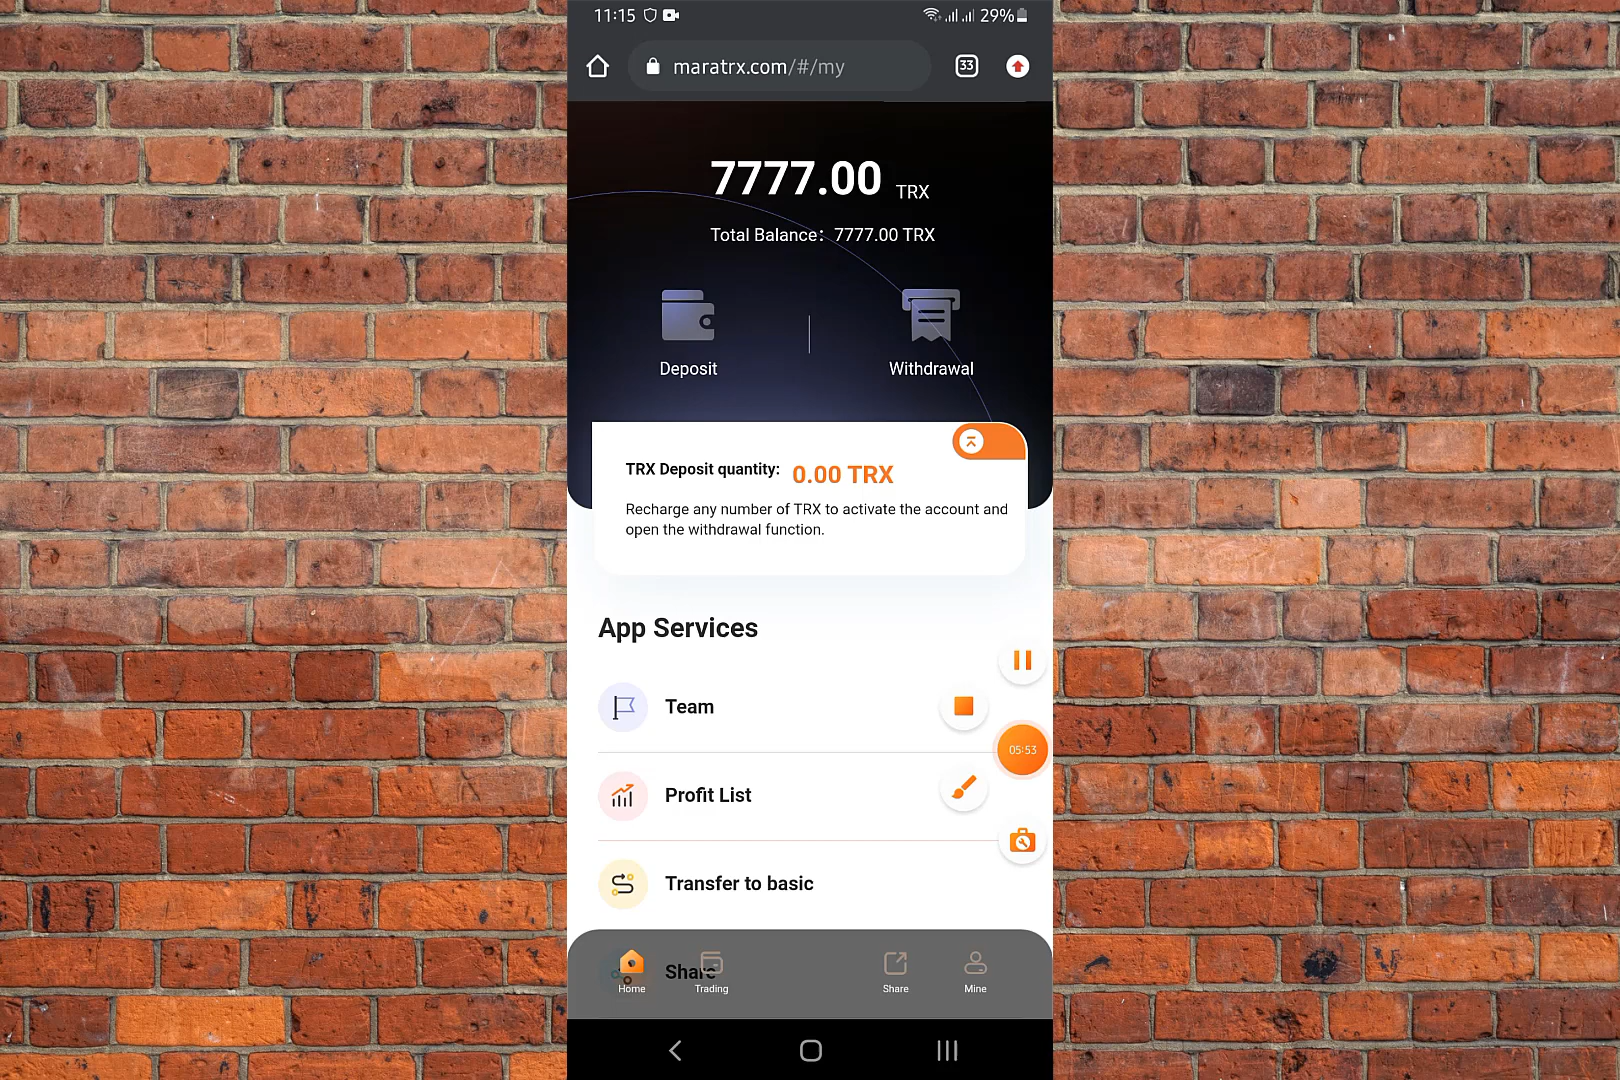 11:15
29%
maratrx.com/#/my
33
7777.00 TRX
Total Balance: 7777.00 TRX
Deposit
Withdrawal
TRX Deposit quantity: 0.00 TRX
Recharge any number of TRX to activate the account and
open the withdrawal function.
App Services
Team
05:53
Profit List
Transfer to basic
Share
Home
Trading
Share
Mine